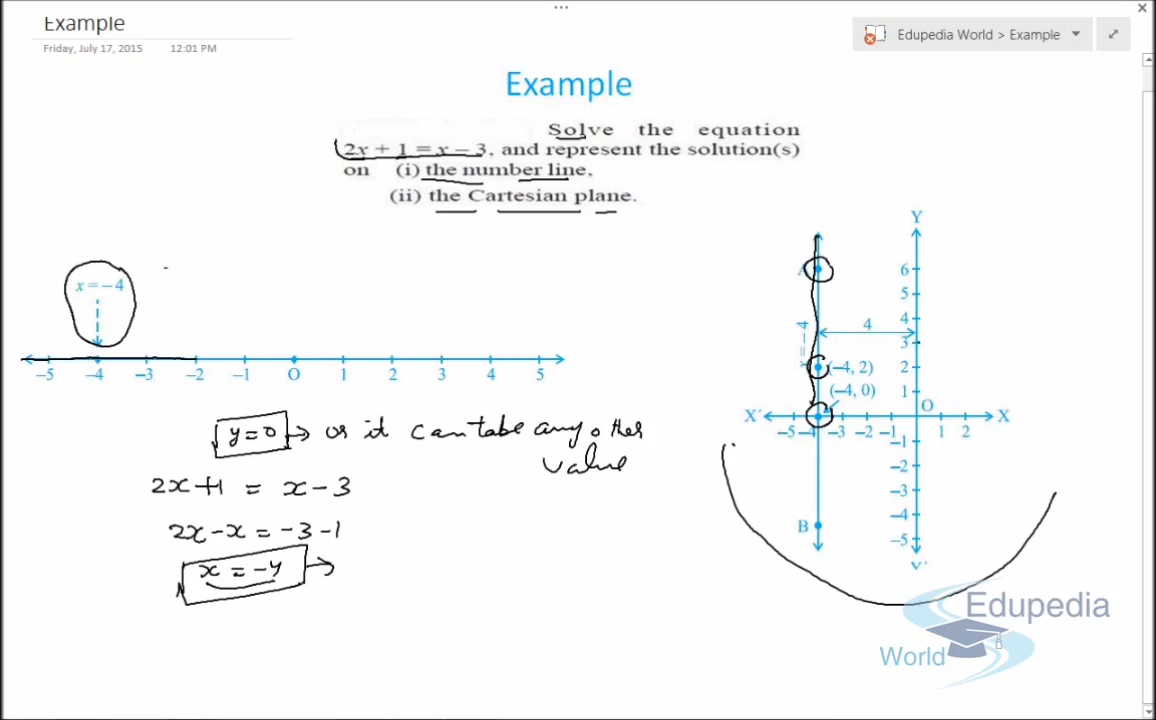 Example
Friday, July 17, 2015 12:01 PM
Edupedia World > Example
Example
Solve the equation
2x + 1 = x – 3, and represent the solution(s)
on (i) the number line,
(ii) the Cartesian plane.
x = –4
–5 –4 –3 –2 –1 O 1 2 3 4 5
y=0 → or it can take any other
value
2x+1 = x-3
2x-x = -3-1
x = -4 →
Y
A
6
5
4
3
2
1
x = –4
4
(–4, 2)
(–4, 0)
O
X′ X
–5 –4 –3 –2 –1 1 2
–1
–2
–3
–4
–5
B
Y′
Edupedia
World